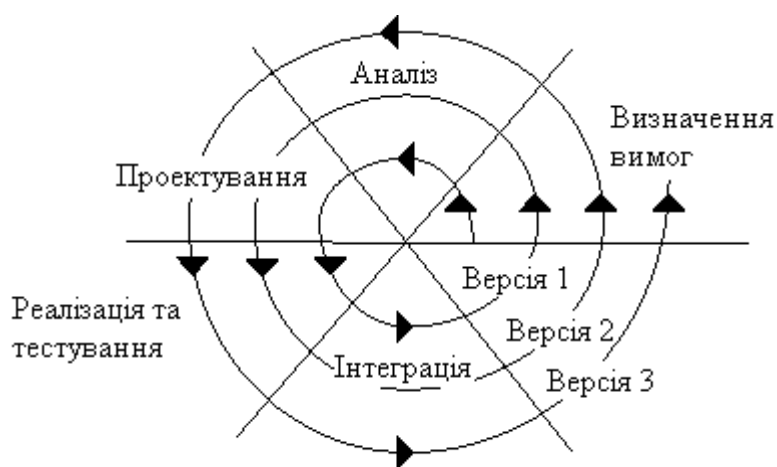 Аналіз
Визначення
вимог
Проектування
Версія 1
Реалізація та
тестування
Версія 2
Інтеграція
Версія 3